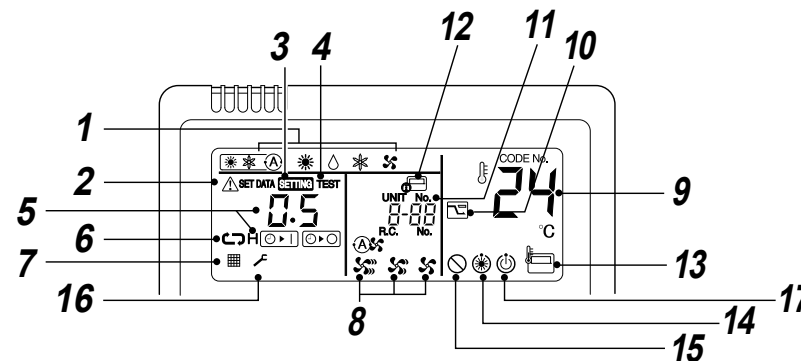 12 11 10
3 4
1
CODE No.
2 SET DATA SETTING TEST
UNIT No.
24 9
5 0.5
8-88
R.C. No.
°C
6 H
A
7
13
16
8
14
17
15